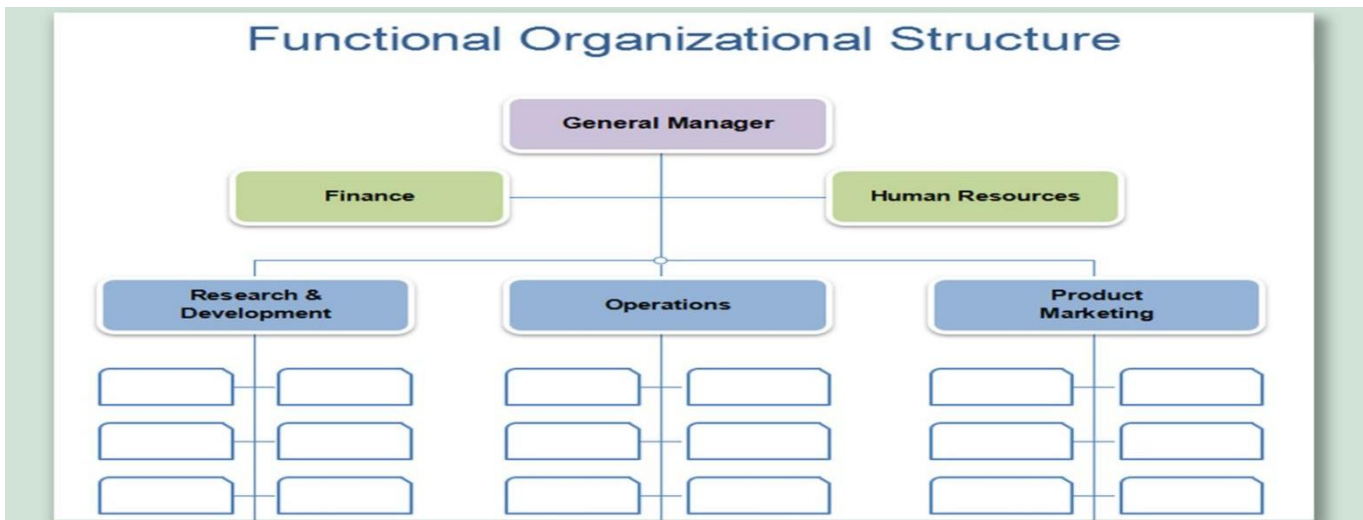 Functional Organizational Structure
General Manager
Finance
Human Resources
Research &
Development
Operations
Product
Marketing